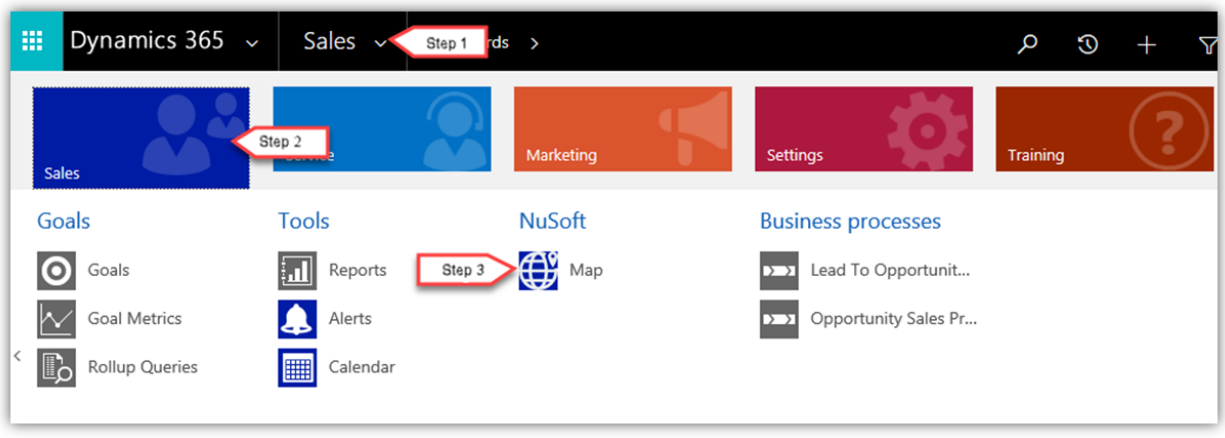 Dynamics 365 Sales Step 1 rds
Step 2
Sales Marketing Settings Training
Goals Tools NuSoft Business processes
Goals Reports Step 3 Map Lead To Opportunit...
Goal Metrics Alerts Opportunity Sales Pr...
Rollup Queries Calendar